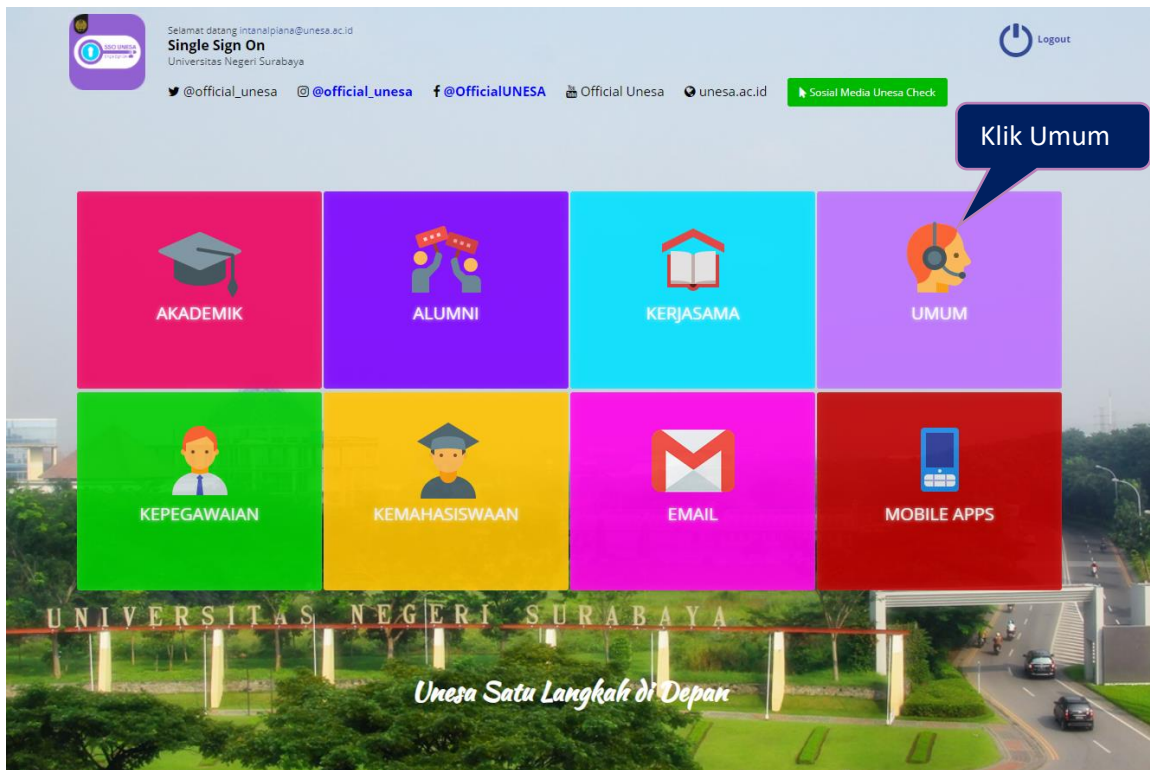 SSO UNESA
Selamat datang intanalpiana@unesa.ac.id
Single Sign On
Universitas Negeri Surabaya
Logout
@official_unesa @official_unesa @OfficialUNESA Official Unesa unesa.ac.id Sosial Media Unesa Check
Klik Umum
AKADEMIK
ALUMNI
KERJASAMA
UMUM
KEPEGAWAIAN
KEMAHASISWAAN
EMAIL
MOBILE APPS
UNIVERSITAS NEGERI SURABAYA
Unesa Satu Langkah di Depan